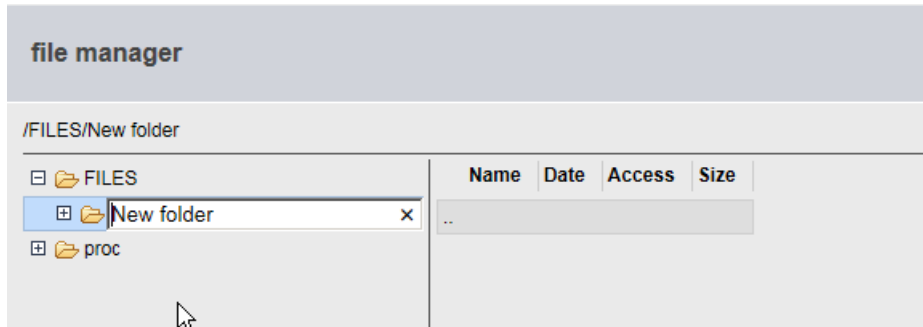 file manager
/FILES/New folder
FILES
New folder
proc
Name Date Access Size
..